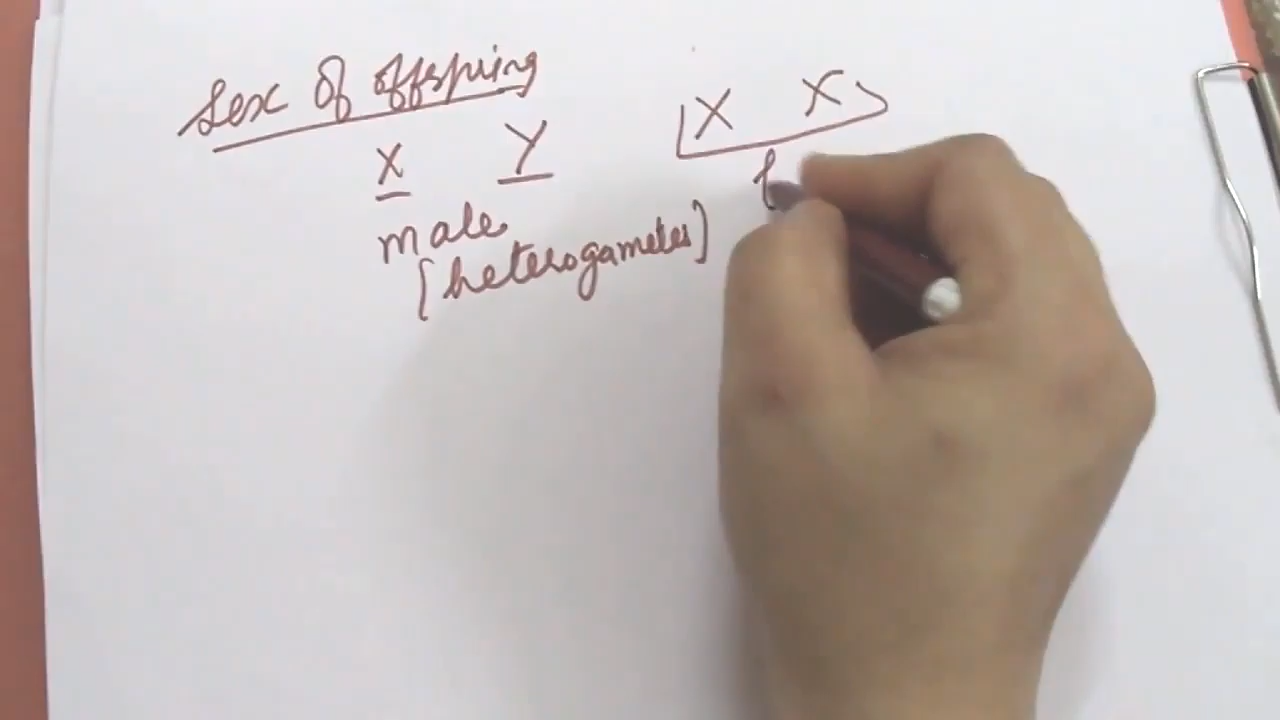 Sex of offspring
X Y X X
male f
[heterogametes]